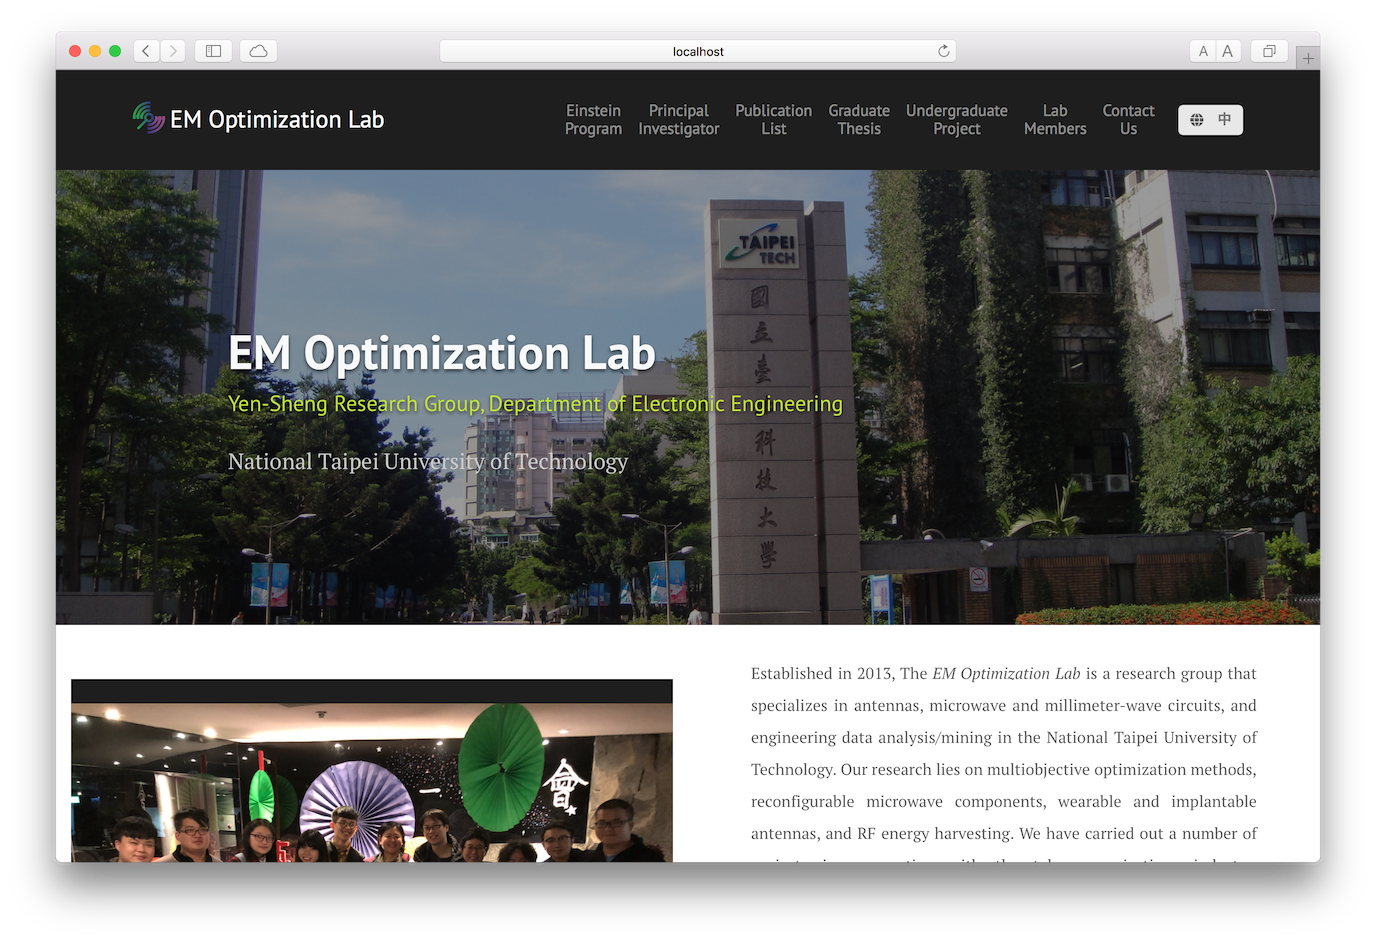 localhost
A A
EM Optimization Lab
Einstein Program
Principal Investigator
Publication List
Graduate Thesis
Undergraduate Project
Lab Members
Contact Us
中
TAIPEI
TECH
國立臺北科技大學
EM Optimization Lab
Yen-Sheng Research Group, Department of Electronic Engineering
National Taipei University of Technology
Established in 2013, The EM Optimization Lab is a research group that
specializes in antennas, microwave and millimeter-wave circuits, and
engineering data analysis/mining in the National Taipei University of
Technology. Our research lies on multiobjective optimization methods,
reconfigurable microwave components, wearable and implantable
antennas, and RF energy harvesting. We have carried out a number of
一
會